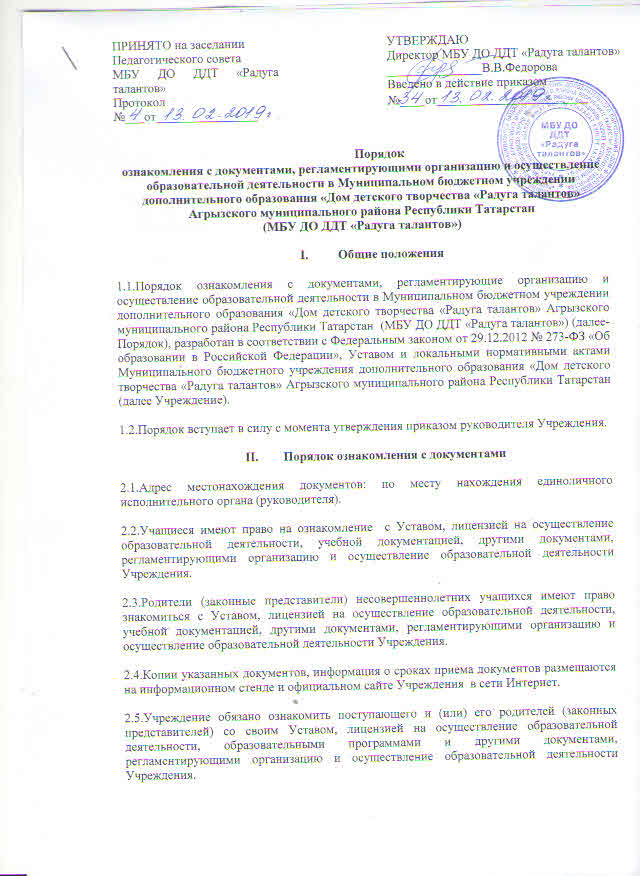 ПРИНЯТО на заседании
Педагогического совета
МБУ ДО ДДТ «Радуга
талантов»
Протокол
№ 4 от 13.02.2019г
УТВЕРЖДАЮ
Директор МБУ ДО ДДТ «Радуга талантов»
В.В.Федорова
Введено в действие приказом
№ 34 от 13.02.2019г.
МБУ ДО
ДДТ
«Радуга
талантов»
Порядок
ознакомления с документами, регламентирующими организацию и осуществление
образовательной деятельности в Муниципальном бюджетном учреждении
дополнительного образования «Дом детского творчества «Радуга талантов»
Агрызского муниципального района Республики Татарстан
(МБУ ДО ДДТ «Радуга талантов»)
I. Общие положения
1.1.Порядок ознакомления с документами, регламентирующие организацию и
осуществление образовательной деятельности в Муниципальном бюджетном учреждении
дополнительного образования «Дом детского творчества «Радуга талантов» Агрызского
муниципального района Республики Татарстан (МБУ ДО ДДТ «Радуга талантов») (далее-
Порядок), разработан в соответствии с Федеральным законом от 29.12.2012 № 273-ФЗ «Об
образовании в Российской Федерации», Уставом и локальными нормативными актами
Муниципального бюджетного учреждения дополнительного образования «Дом детского
творчества «Радуга талантов» Агрызского муниципального района Республики Татарстан
(далее Учреждение).
1.2.Порядок вступает в силу с момента утверждения приказом руководителя Учреждения.
II. Порядок ознакомления с документами
2.1.Адрес местонахождения документов: по месту нахождения единоличного
исполнительного органа (руководителя).
2.2.Учащиеся имеют право на ознакомление с Уставом, лицензией на осуществление
образовательной деятельности, учебной документацией, другими документами,
регламентирующими организацию и осуществление образовательной деятельности
Учреждения.
2.3.Родители (законные представители) несовершеннолетних учащихся имеют право
знакомиться с Уставом, лицензией на осуществление образовательной деятельности,
учебной документацией, другими документами, регламентирующими организацию и
осуществление образовательной деятельности Учреждения.
2.4.Копии указанных документов, информация о сроках приема документов размещаются
на информационном стенде и официальном сайте Учреждения в сети Интернет.
2.5.Учреждение обязано ознакомить поступающего и (или) его родителей (законных
представителей) со своим Уставом, лицензией на осуществление образовательной
деятельности, образовательными программами и другими документами,
регламентирующими организацию и осуществление образовательной деятельности
Учреждения.